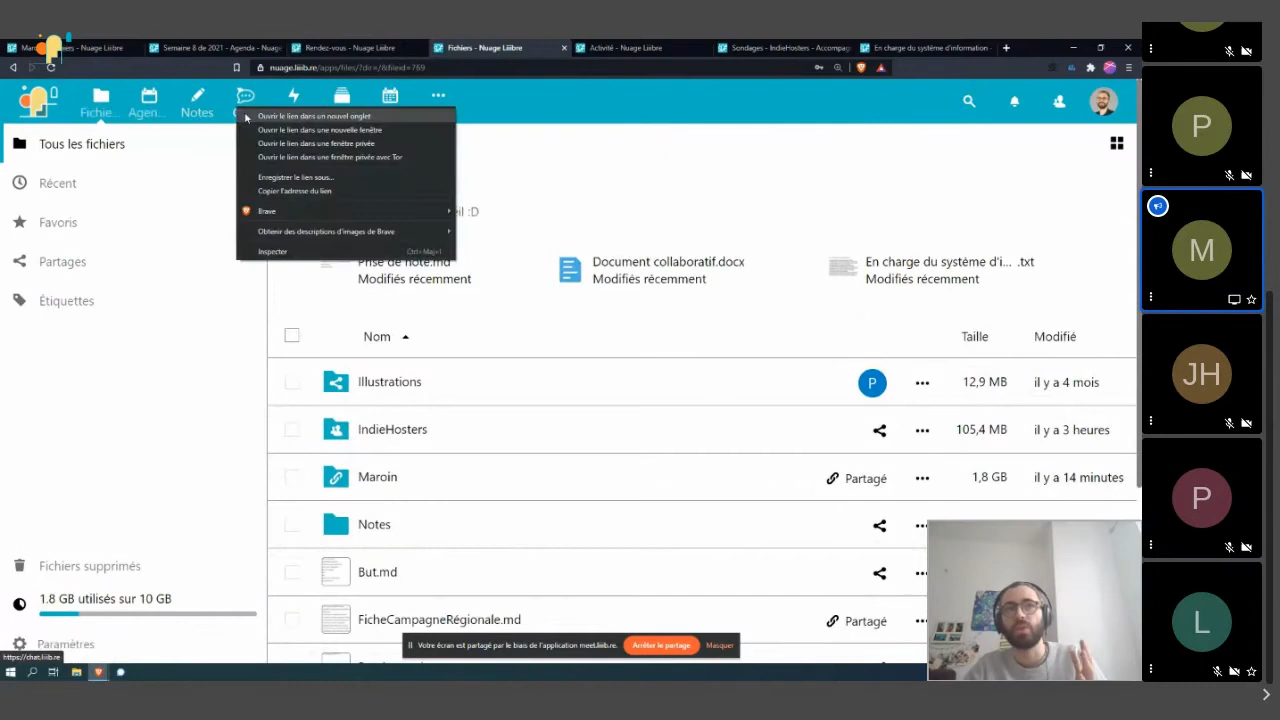 Nuage Liiibre
Semaine 8 de 2021 - Agenda - Nuage
Rendez-vous - Nuage Liiibre
Fichiers - Nuage Liiibre
Activité - Nuage Liiibre
Sondages - IndieHosters - Accompag
En charge du système d'information -
nuage.liiib.re/apps/files/?dir=/&fileid=769
Fichie...
Agen...
Notes
Ouvrir le lien dans un nouvel onglet
Ouvrir le lien dans une nouvelle fenêtre
Ouvrir le lien dans une fenêtre privée
Ouvrir le lien dans une fenêtre privée avec Tor
Enregistrer le lien sous...
Copier l'adresse du lien
Brave
Obtenir des descriptions d'images de Brave
Inspecter Ctrl+Maj+I
Tous les fichiers
Récent
Favoris
Partages
Étiquettes
Fichiers supprimés
1.8 GB utilisés sur 10 GB
Paramètres
https://chat.liiib.re
:D
Prise de note.md
Modifiés récemment
Document collaboratif.docx
Modifiés récemment
En charge du système d'i... .txt
Modifiés récemment
Nom Taille Modifié
Illustrations P 12,9 MB il y a 4 mois
IndieHosters 105,4 MB il y a 3 heures
Maroin Partagé 1,8 GB il y a 14 minutes
Notes
But.md
FicheCampagneRégionale.md Partagé
Votre écran est partagé par le biais de l'application meet.liiib.re. Arrêter le partage Masquer
P
M
JH
P
L